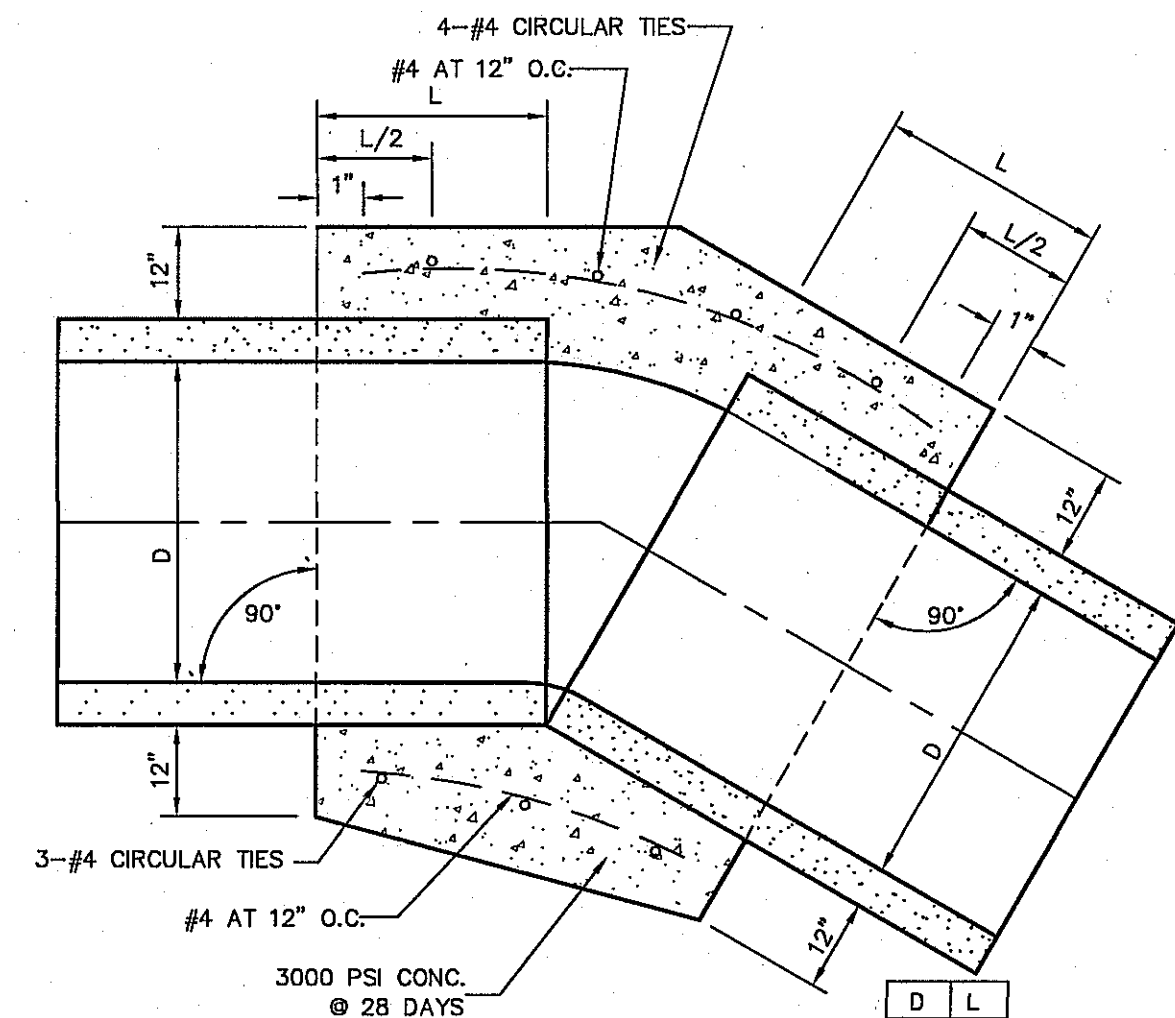 4-#4 CIRCULAR TIES
#4 AT 12" O.C.
L
L/2
1"
L
L/2
1"
12"
12"
D
90°
90°
D
12"
3-#4 CIRCULAR TIES
#4 AT 12" O.C.
12"
3000 PSI CONC.
@ 28 DAYS
D L